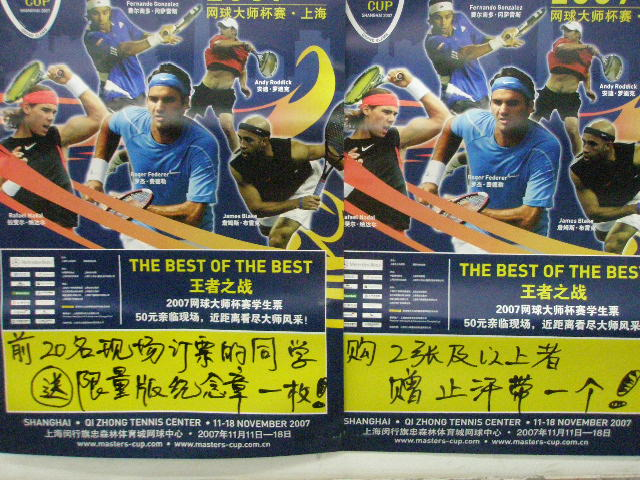 CUP
SHANGHAI 2007
Fernando Gonzalez
费尔南多·冈萨雷斯
网球大师杯赛·上海
Andy Roddick
安迪·罗迪克
Roger Federer
罗杰·费德勒
Rafael Nadal
拉斐尔·纳达尔
James Blake
詹姆斯·布雷克
THE BEST OF THE BEST
王者之战
2007网球大师杯赛学生票
50元亲临现场，近距离看尽大师风采！
前20名现场订票的同学
送限量版纪念章一枚！
SHANGHAI · QI ZHONG TENNIS CENTER · 11-18 NOVEMBER 2007
上海闵行旗忠森林体育城网球中心 · 2007年11月11日—18日
www.masters-cup.com · www.masters-cup.com.cn
CUP
SHANGHAI 2007
Fernando Gonzalez
费尔南多·冈萨雷斯
2007
网球大师杯赛·上
Andy Roddick
安迪·罗迪克
Roger Federer
罗杰·费德勒
Rafael Nadal
斐尔·纳达尔
James Blake
詹姆斯·布雷克
THE BEST OF THE BEST
王者之战
2007网球大师杯赛学生票
50元亲临现场，近距离看尽大师风采
购2张及以上者
赠止汗带一个！
SHANGHAI · QI ZHONG TENNIS CENTER · 11-18 NOVEMBER 2007
上海闵行旗忠森林体育城网球中心 · 2007年11月11日—18日
www.masters-cup.com · www.masters-cup.com.cn